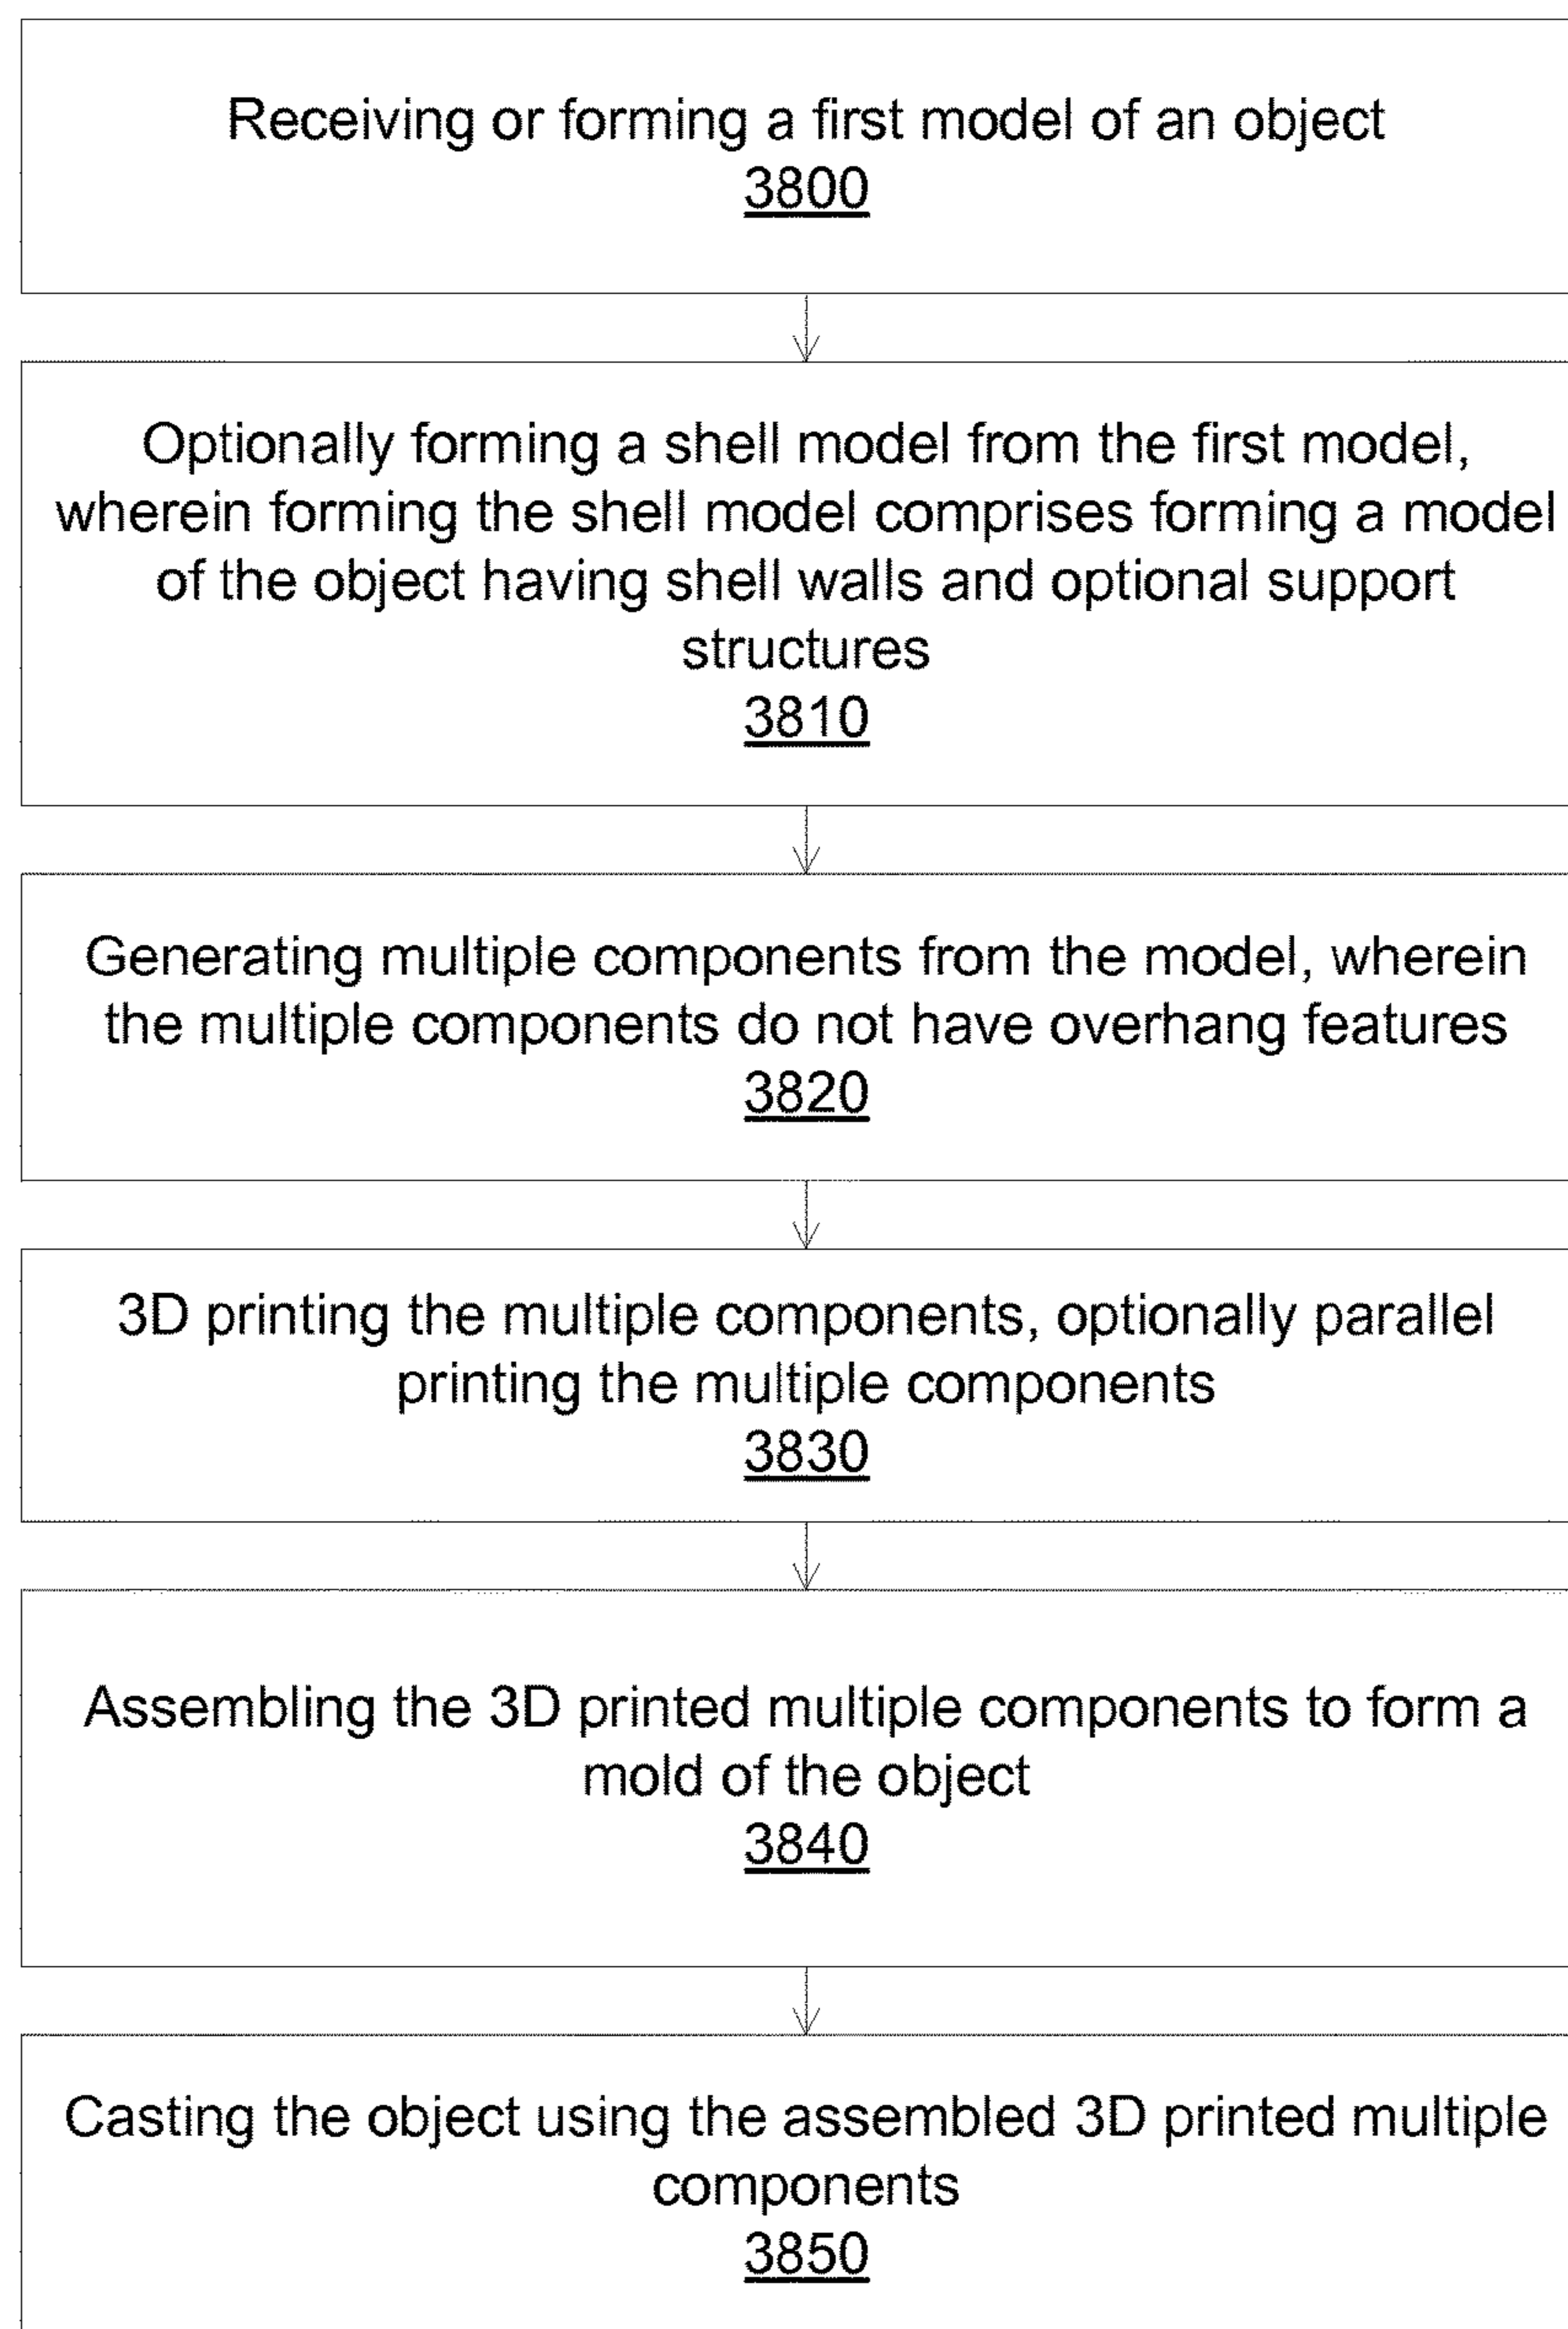 Receiving or forming a first model of an object
3800
Optionally forming a shell model from the first model,
wherein forming the shell model comprises forming a model
of the object having shell walls and optional support
structures
3810
Generating multiple components from the model, wherein
the multiple components do not have overhang features
3820
3D printing the multiple components, optionally parallel
printing the multiple components
3830
Assembling the 3D printed multiple components to form a
mold of the object
3840
Casting the object using the assembled 3D printed multiple
components
3850